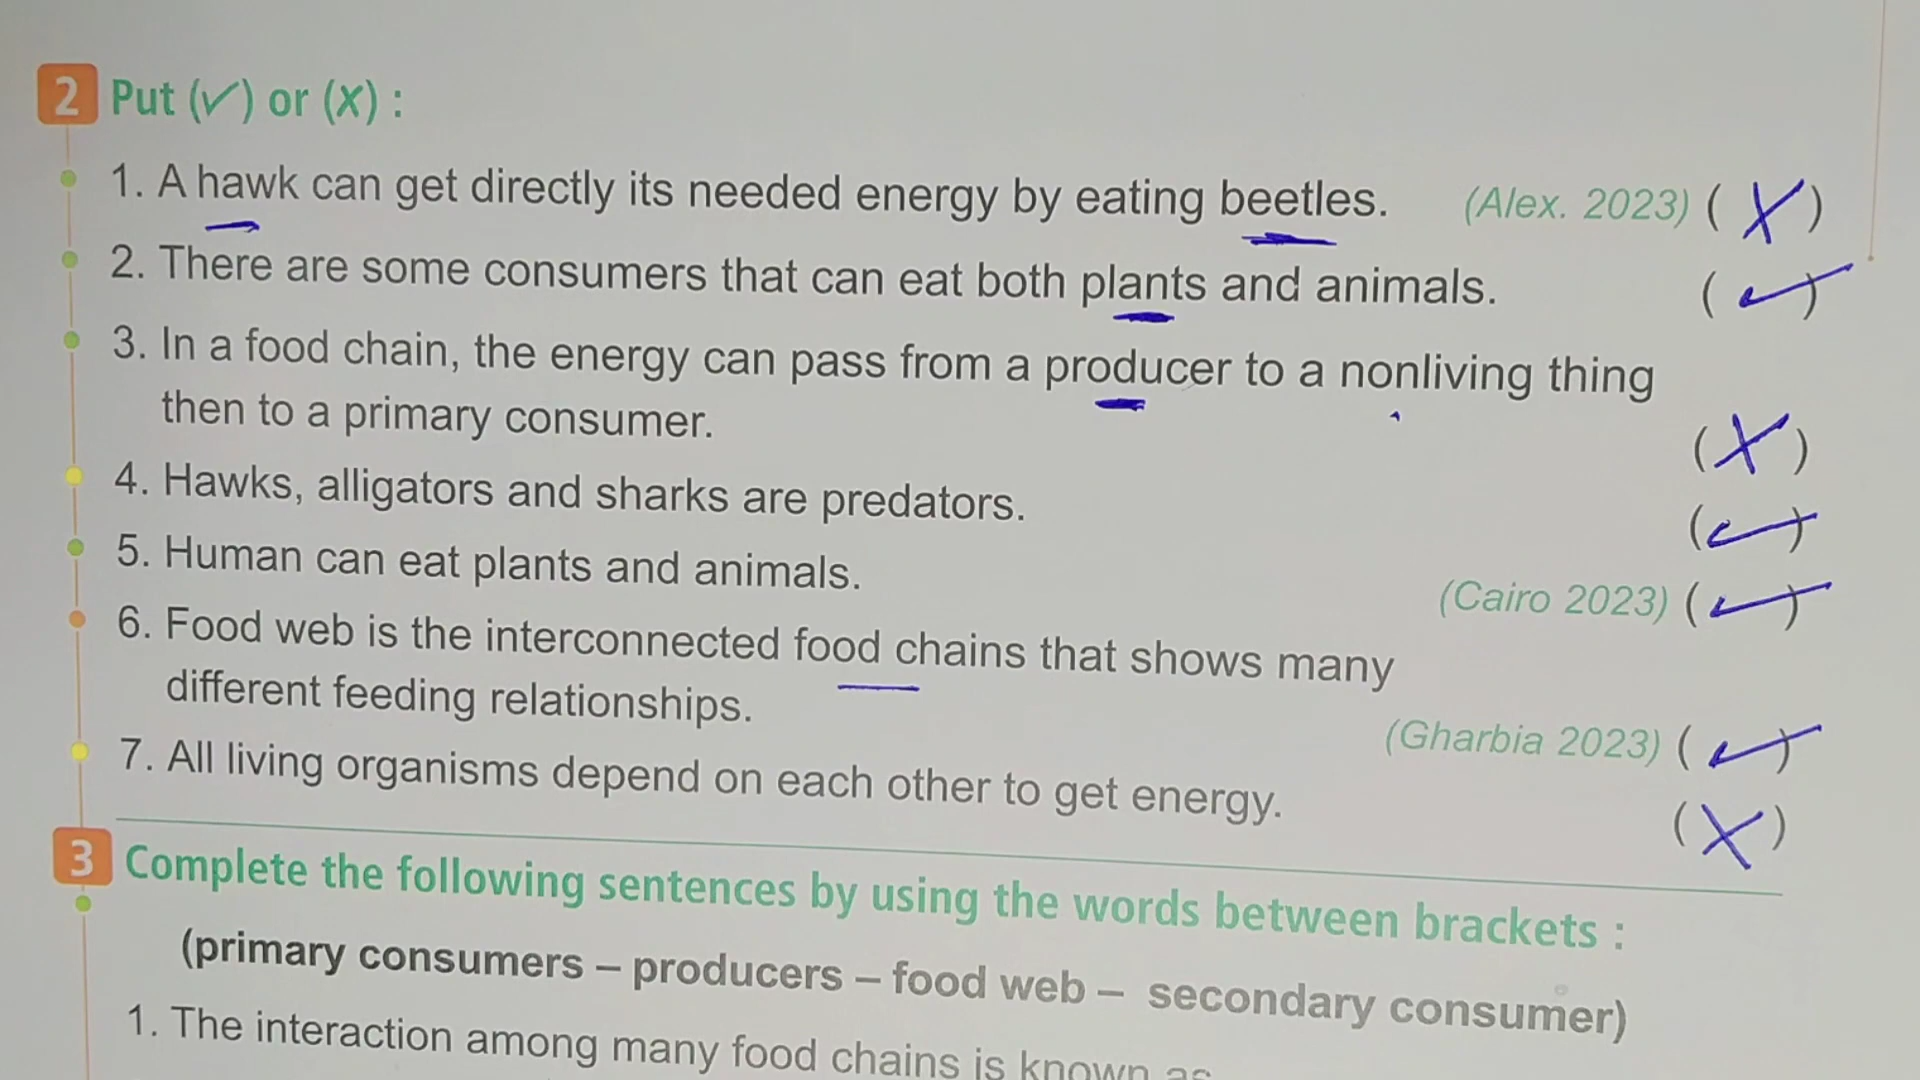 2 Put (✓) or (x) :
1. A hawk can get directly its needed energy by eating beetles. (Alex. 2023) ( X )
2. There are some consumers that can eat both plants and animals. ( ✓ )
3. In a food chain, the energy can pass from a producer to a nonliving thing
then to a primary consumer. ( X )
4. Hawks, alligators and sharks are predators. ( ✓ )
5. Human can eat plants and animals. (Cairo 2023) ( ✓ )
6. Food web is the interconnected food chains that shows many
different feeding relationships. (Gharbia 2023) ( ✓ )
7. All living organisms depend on each other to get energy. ( X )
3 Complete the following sentences by using the words between brackets :
(primary consumers – producers – food web – secondary consumer)
1. The interaction among many food chains is known as